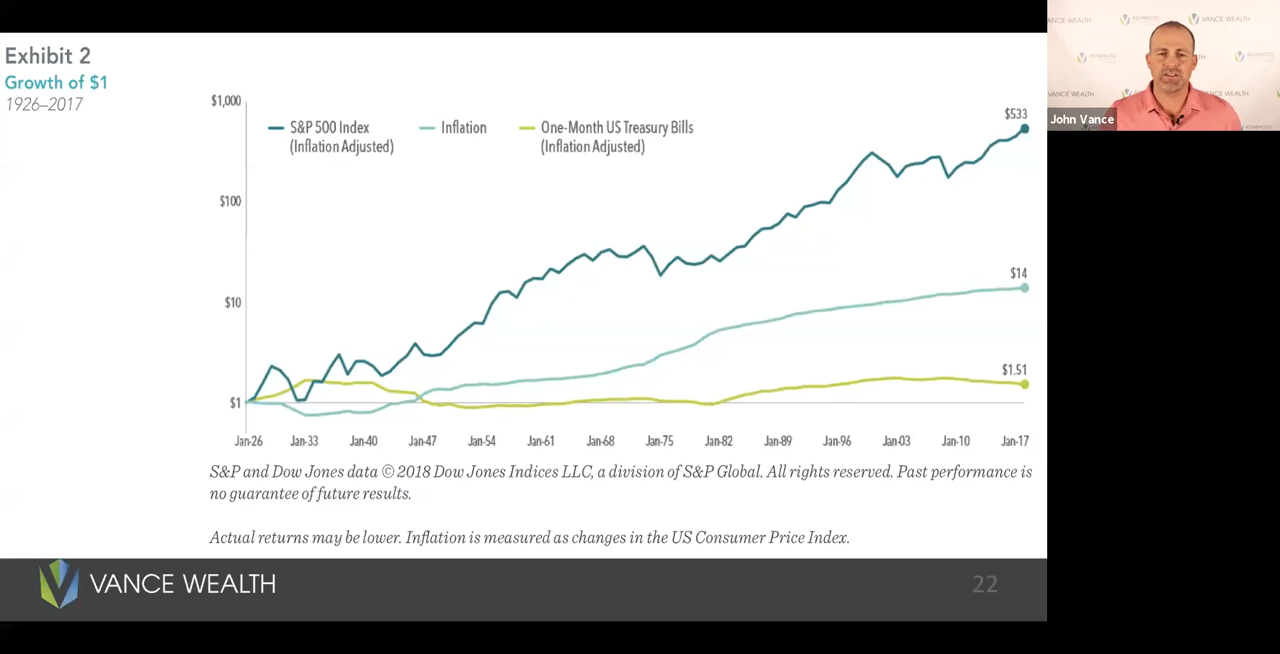 Exhibit 2
Growth of $1
1926–2017
$1,000
$100
$10
$1
S&P 500 Index
(Inflation Adjusted)
Inflation
One-Month US Treasury Bills
(Inflation Adjusted)
$533
$14
$1.51
Jan-26 Jan-33 Jan-40 Jan-47 Jan-54 Jan-61 Jan-68 Jan-75 Jan-82 Jan-89 Jan-96 Jan-03 Jan-10 Jan-17
S&P and Dow Jones data © 2018 Dow Jones Indices LLC, a division of S&P Global. All rights reserved. Past performance is
no guarantee of future results.
Actual returns may be lower. Inflation is measured as changes in the US Consumer Price Index.
VANCE WEALTH
22
VANCE WEALTH
ADVANCED
VANCE WEALTH
John Vance